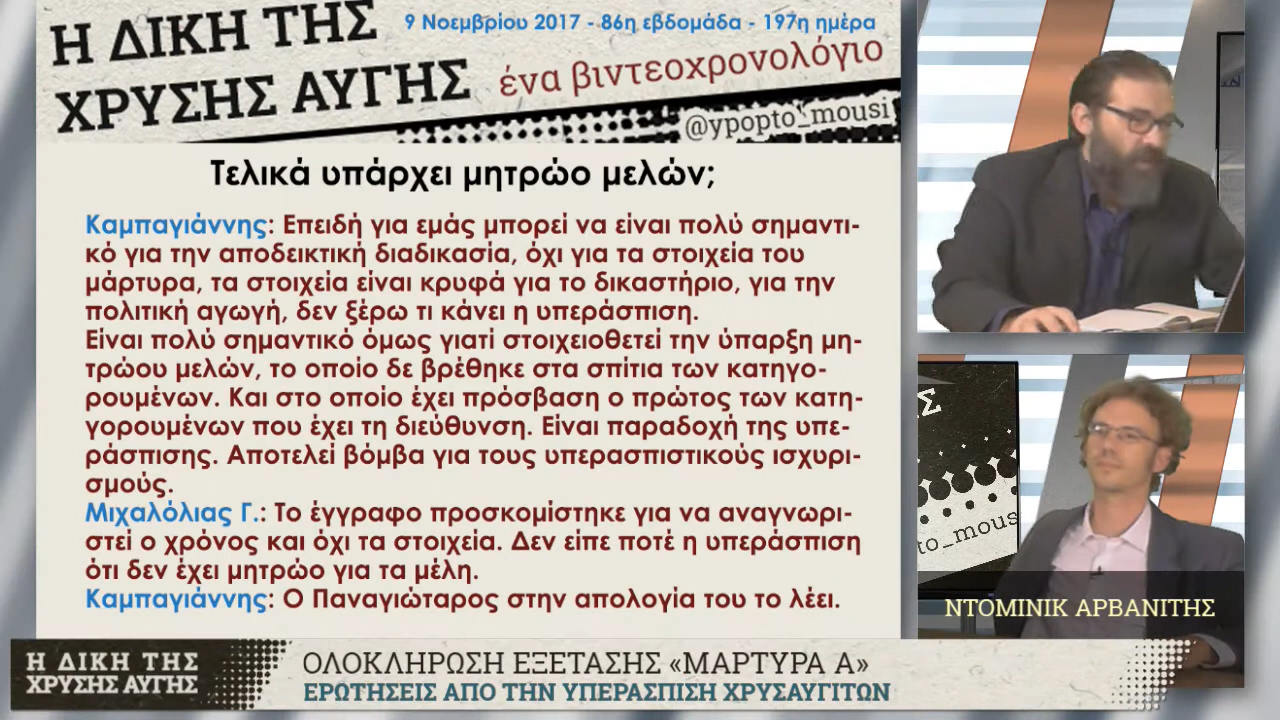 Η ΔΙΚΗ ΤΗΣ
ΧΡΥΣΗΣ ΑΥΓΗΣ
9 Νοεμβρίου 2017 - 86η εβδομάδα - 197η ημέρα
ένα βιντεοχρονολόγιο
@ypopto_mousi
Τελικά υπάρχει μητρώο μελών;
Καμπαγιάννης: Επειδή για εμάς μπορεί να είναι πολύ σημαντι-
κό για την αποδεικτική διαδικασία, όχι για τα στοιχεία του
μάρτυρα, τα στοιχεία είναι κρυφά για το δικαστήριο, για την
πολιτική αγωγή, δεν ξέρω τι κάνει η υπεράσπιση.
Είναι πολύ σημαντικό όμως γιατί στοιχειοθετεί την ύπαρξη μη-
τρώου μελών, το οποίο δε βρέθηκε στα σπίτια των κατηγο-
ρουμένων. Και στο οποίο έχει πρόσβαση ο πρώτος των κατη-
γορουμένων που έχει τη διεύθυνση. Είναι παραδοχή της υπε-
ράσπισης. Αποτελεί βόμβα για τους υπερασπιστικούς ισχυρι-
σμούς.
Μιχαλόλιας Γ.: Το έγγραφο προσκομίστηκε για να αναγνωρι-
στεί ο χρόνος και όχι τα στοιχεία. Δεν είπε ποτέ η υπεράσπιση
ότι δεν έχει μητρώο για τα μέλη.
Καμπαγιάννης: Ο Παναγιώταρος στην απολογία του το λέει.
to_mous
ΝΤΟΜΙΝΙΚ ΑΡΒΑΝΙΤΗΣ
Η ΔΙΚΗ ΤΗΣ
ΧΡΥΣΗΣ ΑΥΓΗΣ
ΟΛΟΚΛΗΡΩΣΗ ΕΞΕΤΑΣΗΣ «ΜΑΡΤΥΡΑ Α»
ΕΡΩΤΗΣΕΙΣ ΑΠΟ ΤΗΝ ΥΠΕΡΑΣΠΙΣΗ ΧΡΥΣΑΥΓΙΤΩΝ